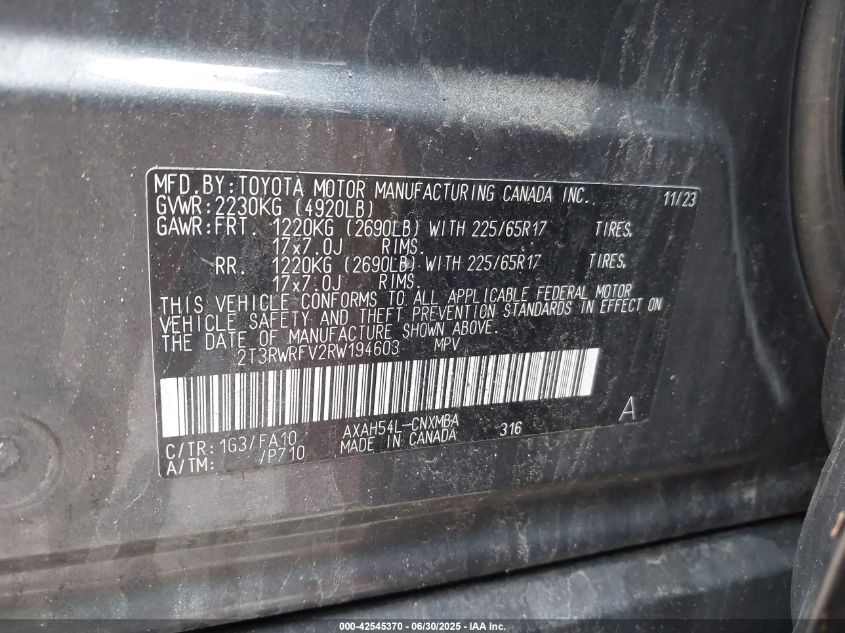 MFD. BY: TOYOTA MOTOR MANUFACTURING CANADA INC. 11/23
GVWR: 2230KG (4920LB)
GAWR: FRT. 1220KG (2690LB) WITH 225/65R17 TIRES,
17x7.0J RIMS.
RR. 1220KG (2690LB) WITH 225/65R17 TIRES,
17x7.0J RIMS.
THIS VEHICLE CONFORMS TO ALL APPLICABLE FEDERAL MOTOR
VEHICLE SAFETY AND THEFT PREVENTION STANDARDS IN EFFECT ON
THE DATE OF MANUFACTURE SHOWN ABOVE.
2T3RWRFV2RW194603 MPV
A
C/TR: 1G3/FA10 AXAH54L-CNXMBA 316
A/TM: /P710 MADE IN CANADA
000-42545370 - 06/30/2025 - IAA Inc.